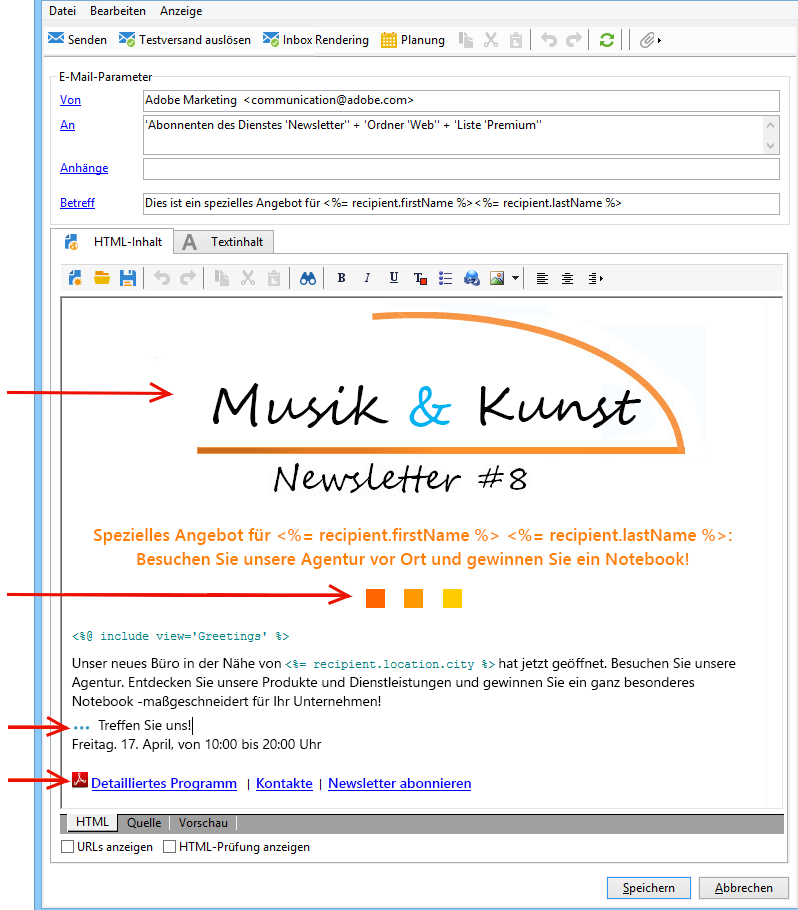 Datei Bearbeiten Anzeige
Senden Testversand auslösen Inbox Rendering Planung
E-Mail-Parameter
Von Adobe Marketing <communication@adobe.com>
An 'Abonnenten des Dienstes 'Newsletter'' + 'Ordner 'Web'' + 'Liste 'Premium''
Anhänge
Betreff Dies ist ein spezielles Angebot für <%= recipient.firstName %><%= recipient.lastName %>
HTML-Inhalt A Textinhalt
B I U T
Musik & Kunst
Newsletter #8
Spezielles Angebot für <%= recipient.firstName %> <%= recipient.lastName %>:
Besuchen Sie unsere Agentur vor Ort und gewinnen Sie ein Notebook!
<%@ include view='Greetings' %>
Unser neues Büro in der Nähe von <%= recipient.location.city %> hat jetzt geöffnet. Besuchen Sie unsere
Agentur. Entdecken Sie unsere Produkte und Dienstleistungen und gewinnen Sie ein ganz besonderes
Notebook -maßgeschneidert für Ihr Unternehmen!
... Treffen Sie uns!
Freitag. 17. April, von 10:00 bis 20:00 Uhr
Detailliertes Programm | Kontakte | Newsletter abonnieren
HTML Quelle Vorschau
URLs anzeigen HTML-Prüfung anzeigen
Speichern Abbrechen